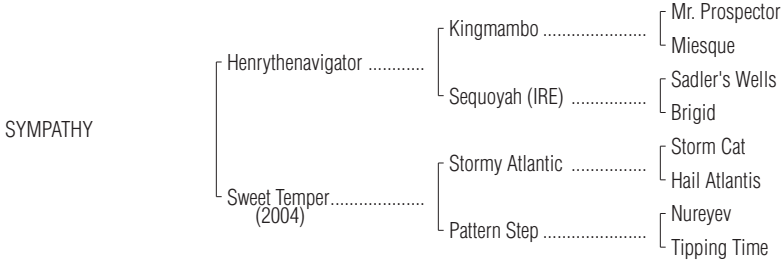 Mr. Prospector
Kingmambo ......................
Miesque
Henrythenavigator ............
Sadler's Wells
Sequoyah (IRE) ................
Brigid
SYMPATHY
Storm Cat
Stormy Atlantic ................
Hail Atlantis
Sweet Temper....................
(2004)
Nureyev
Pattern Step ......................
Tipping Time